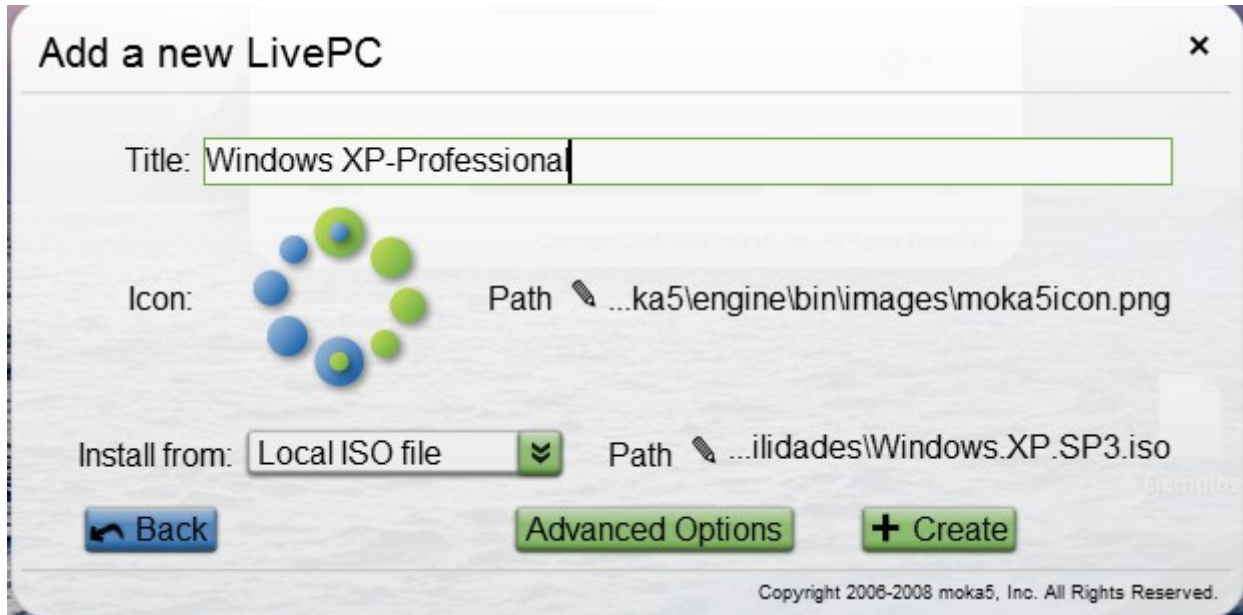 Add a new LivePC ×
Title: Windows XP-Professional
Icon: Path ...ka5\engine\bin\images\moka5icon.png
Install from: Local ISO file Path ...ilidades\Windows.XP.SP3.iso
Ejemplos
Back Advanced Options + Create
Copyright 2006-2008 moka5, Inc. All Rights Reserved.